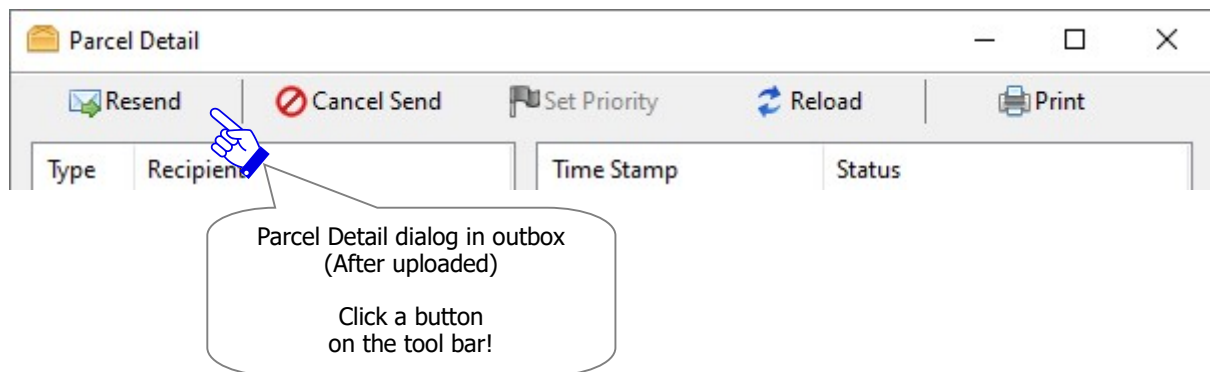 Parcel Detail
Resend Cancel Send Set Priority Reload Print
Type Recipient Time Stamp Status
Parcel Detail dialog in outbox
(After uploaded)
Click a button
on the tool bar!